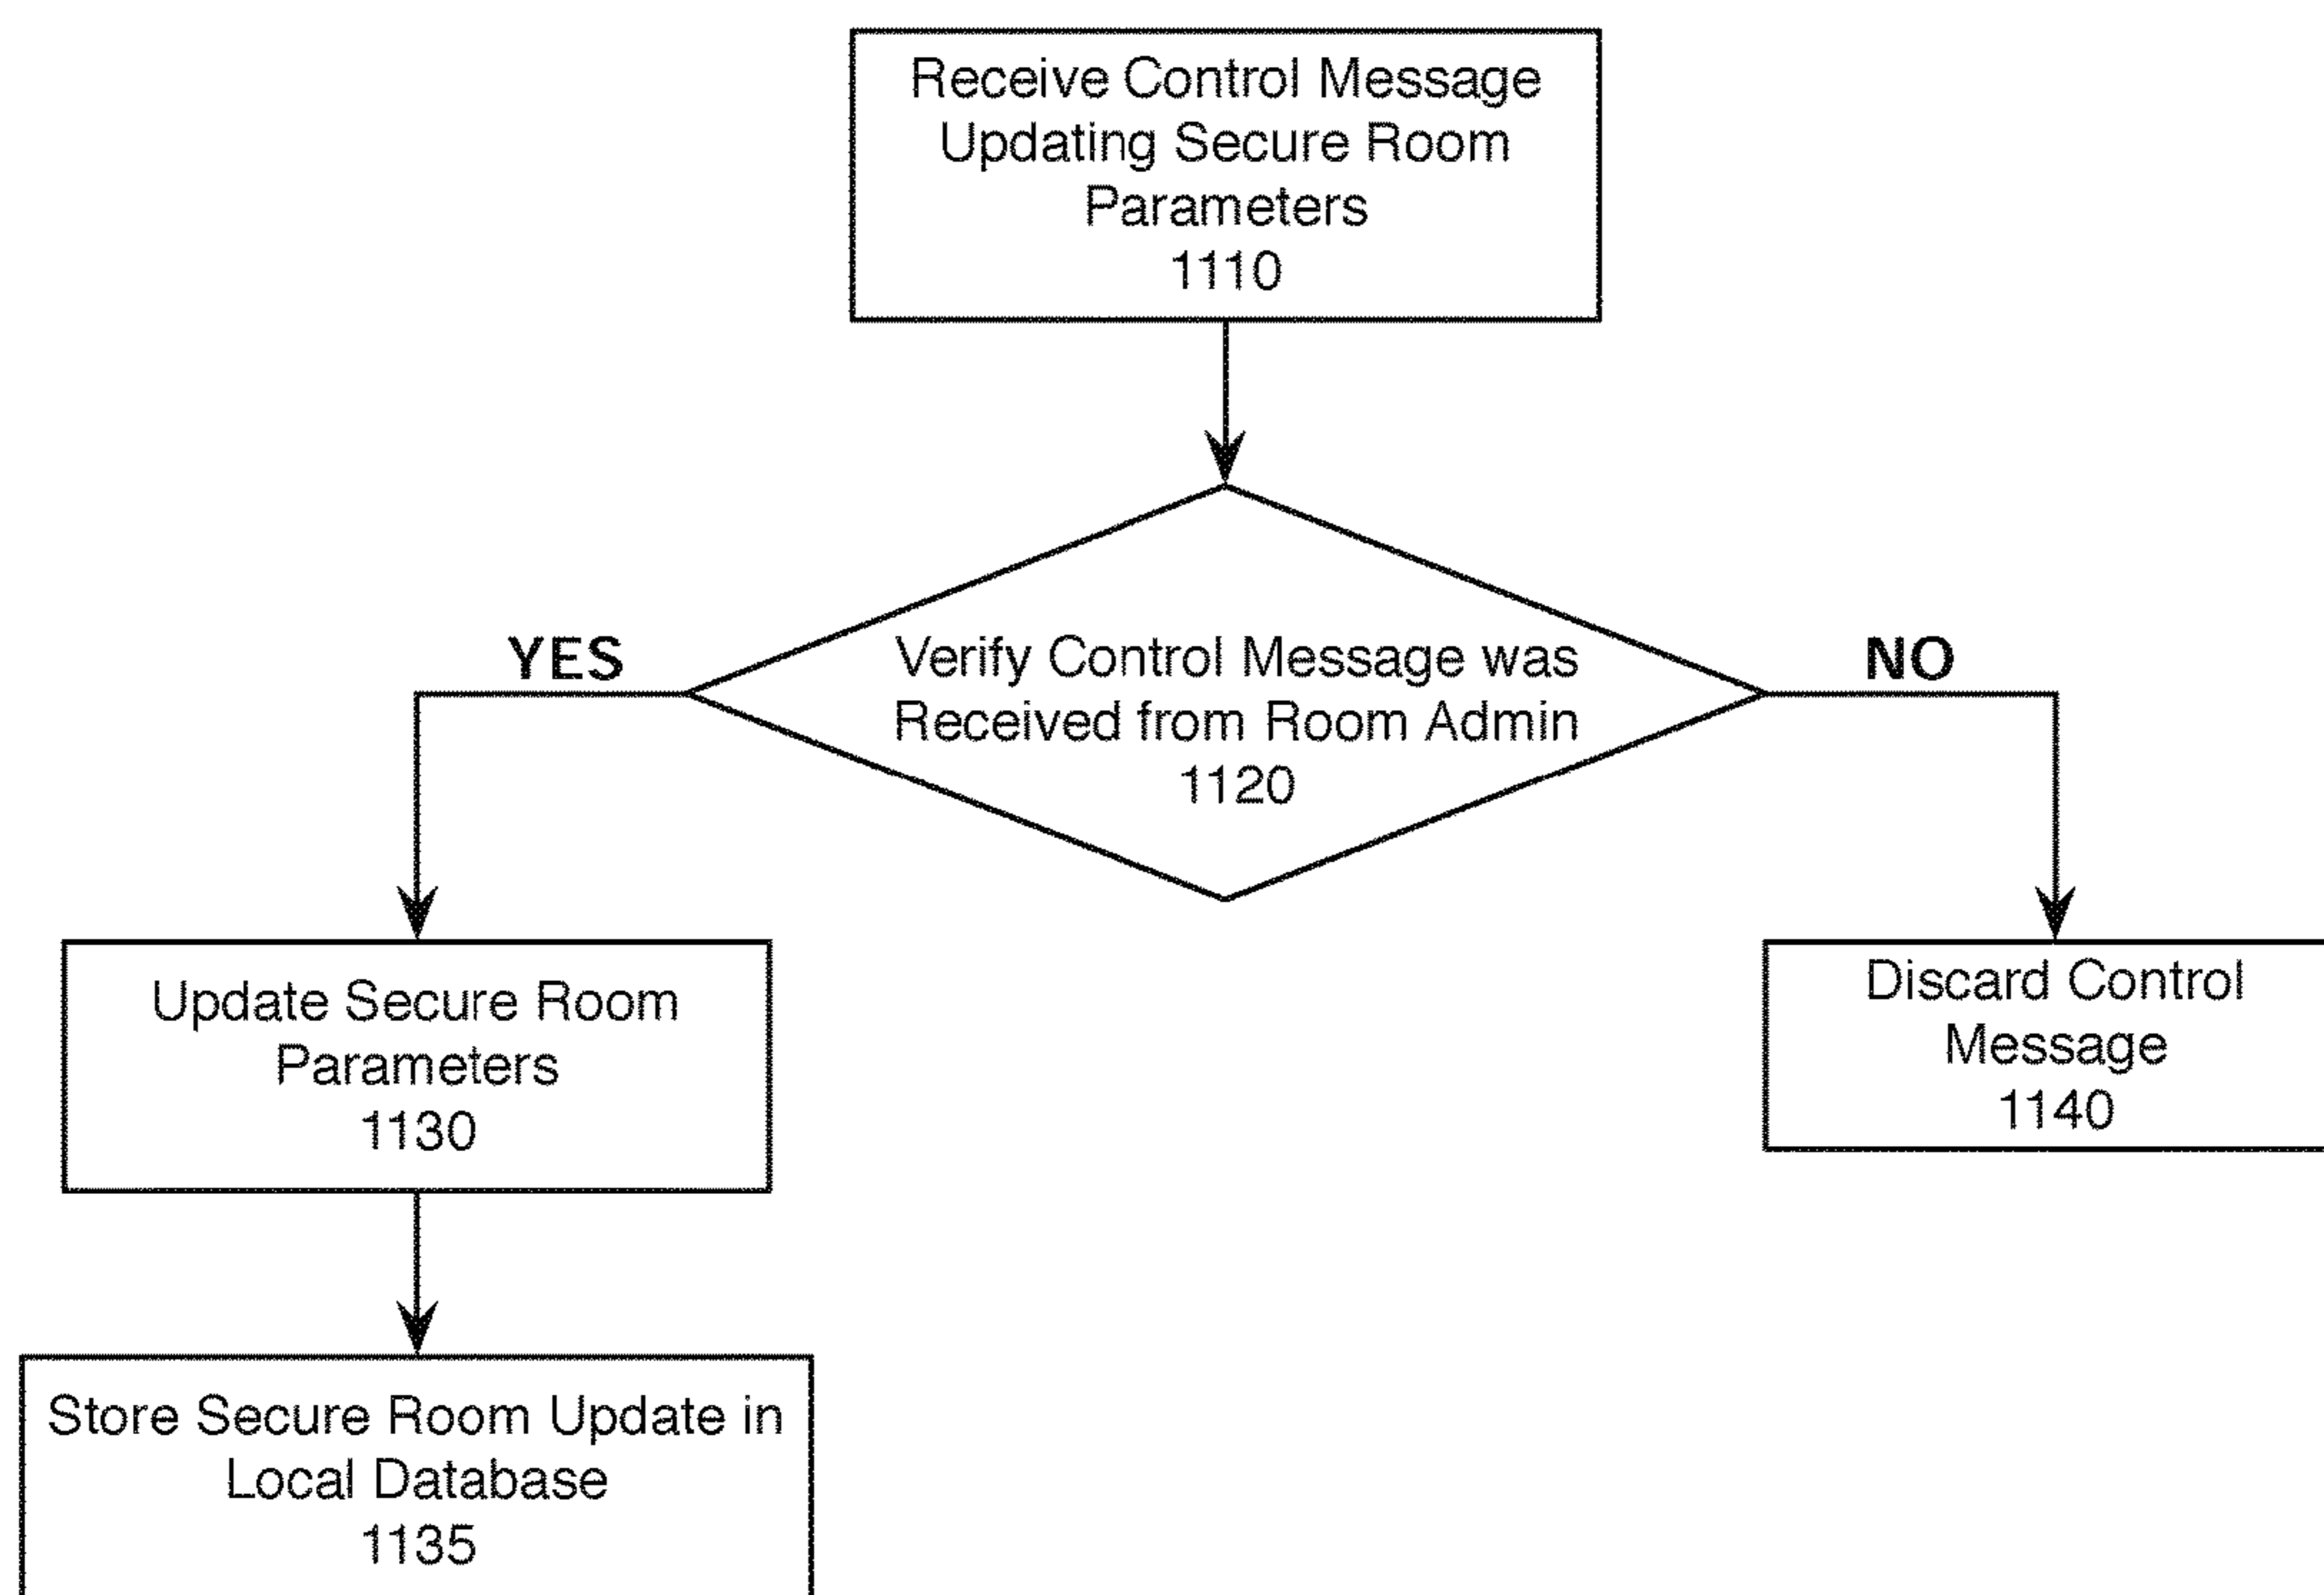 Receive Control Message
Updating Secure Room
Parameters
1110
Verify Control Message was
Received from Room Admin
1120
YES
NO
Update Secure Room
Parameters
1130
Discard Control
Message
1140
Store Secure Room Update in
Local Database
1135